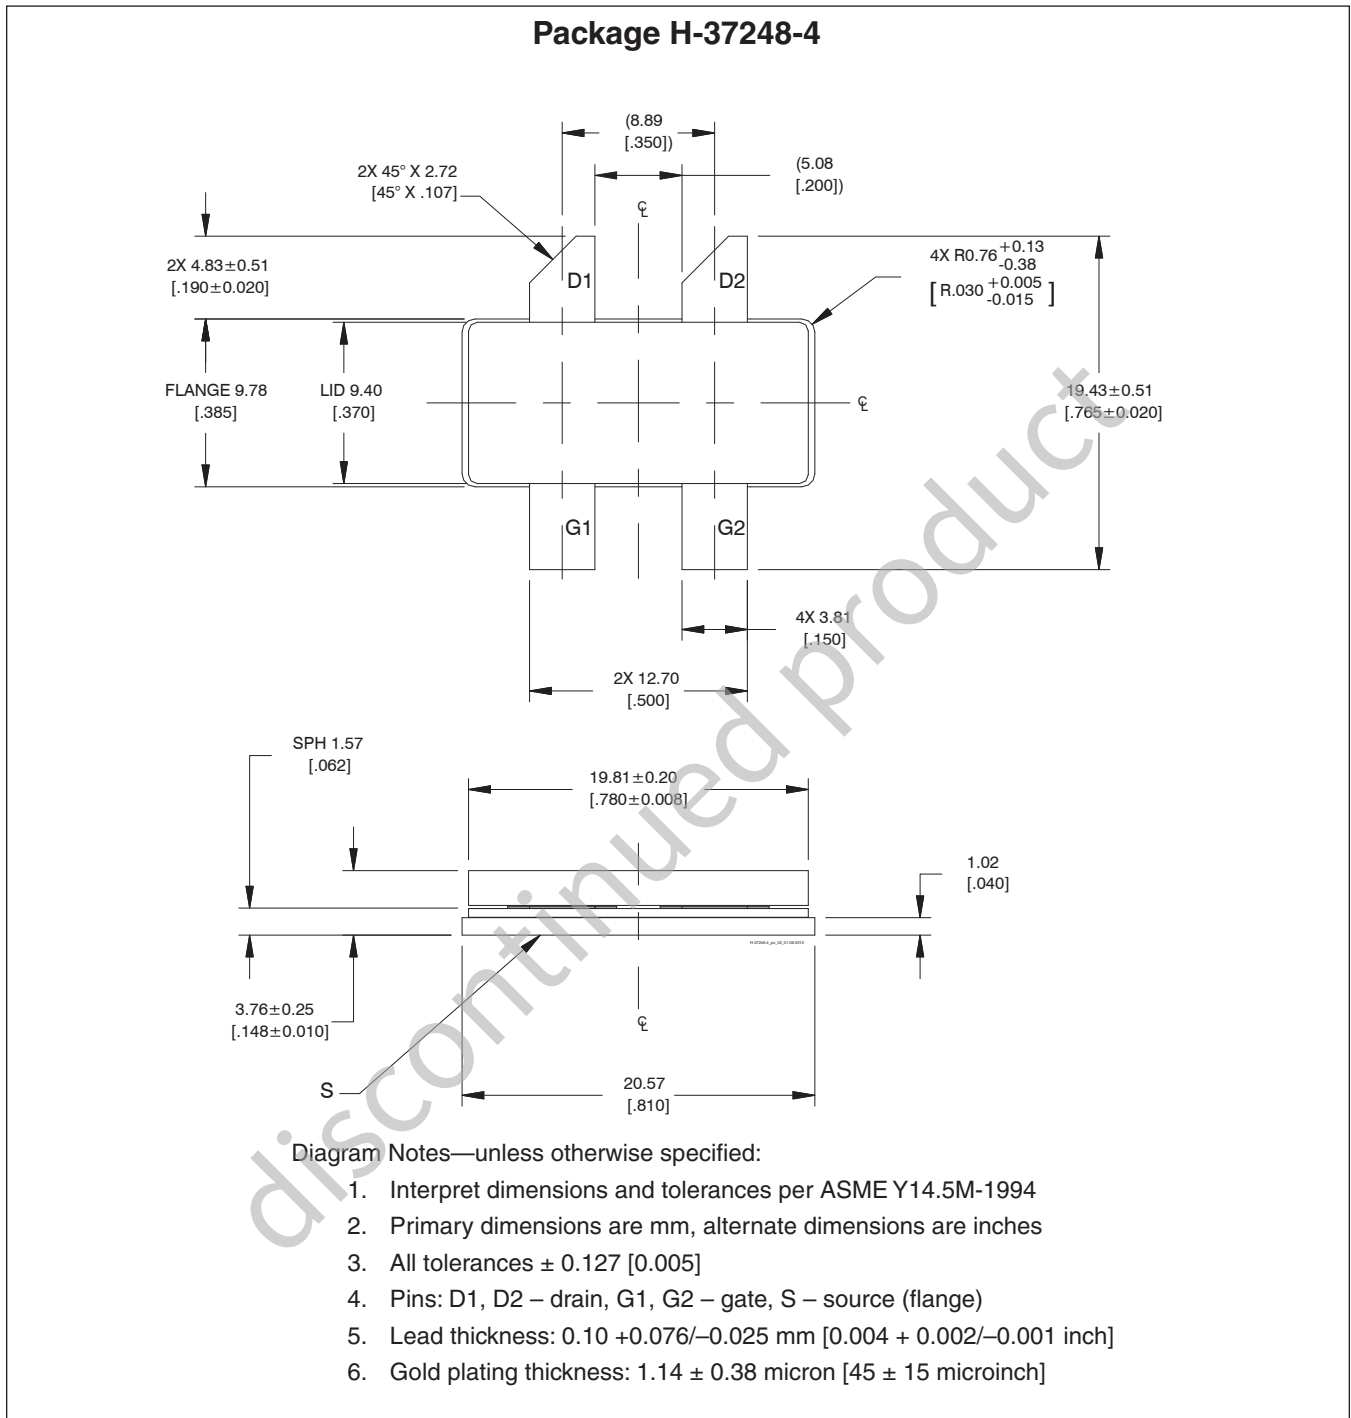 Package H-37248-4
(8.89
[.350])
2X 45° X 2.72
[45° X .107]
(5.08
[.200])
℄
2X 4.83±0.51
[.190±0.020]
D1
D2
4X R0.76 +0.13
-0.38
[ R.030 +0.005
-0.015 ]
FLANGE 9.78
[.385]
LID 9.40
[.370]
℄
19.43±0.51
[.765±0.020]
G1
G2
4X 3.81
[.150]
2X 12.70
[.500]
SPH 1.57
[.062]
19.81±0.20
[.780±0.008]
1.02
[.040]
3.76±0.25
[.148±0.010]
℄
S
20.57
[.810]
discontinued product
Diagram Notes—unless otherwise specified:
1. Interpret dimensions and tolerances per ASME Y14.5M-1994
2. Primary dimensions are mm, alternate dimensions are inches
3. All tolerances ± 0.127 [0.005]
4. Pins: D1, D2 – drain, G1, G2 – gate, S – source (flange)
5. Lead thickness: 0.10 +0.076/–0.025 mm [0.004 + 0.002/–0.001 inch]
6. Gold plating thickness: 1.14 ± 0.38 micron [45 ± 15 microinch]